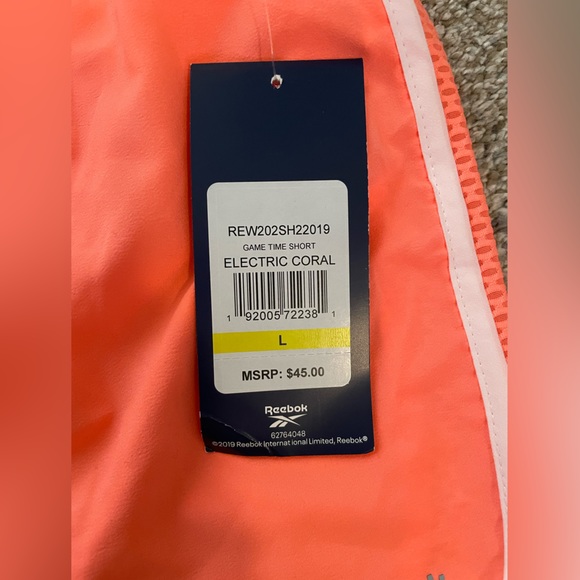 REW202SH22019
GAME TIME SHORT
ELECTRIC CORAL
1 92005 72238 1
L
MSRP: $45.00
Reebok
62764048
©2019 Reebok International Limited, Reebok®